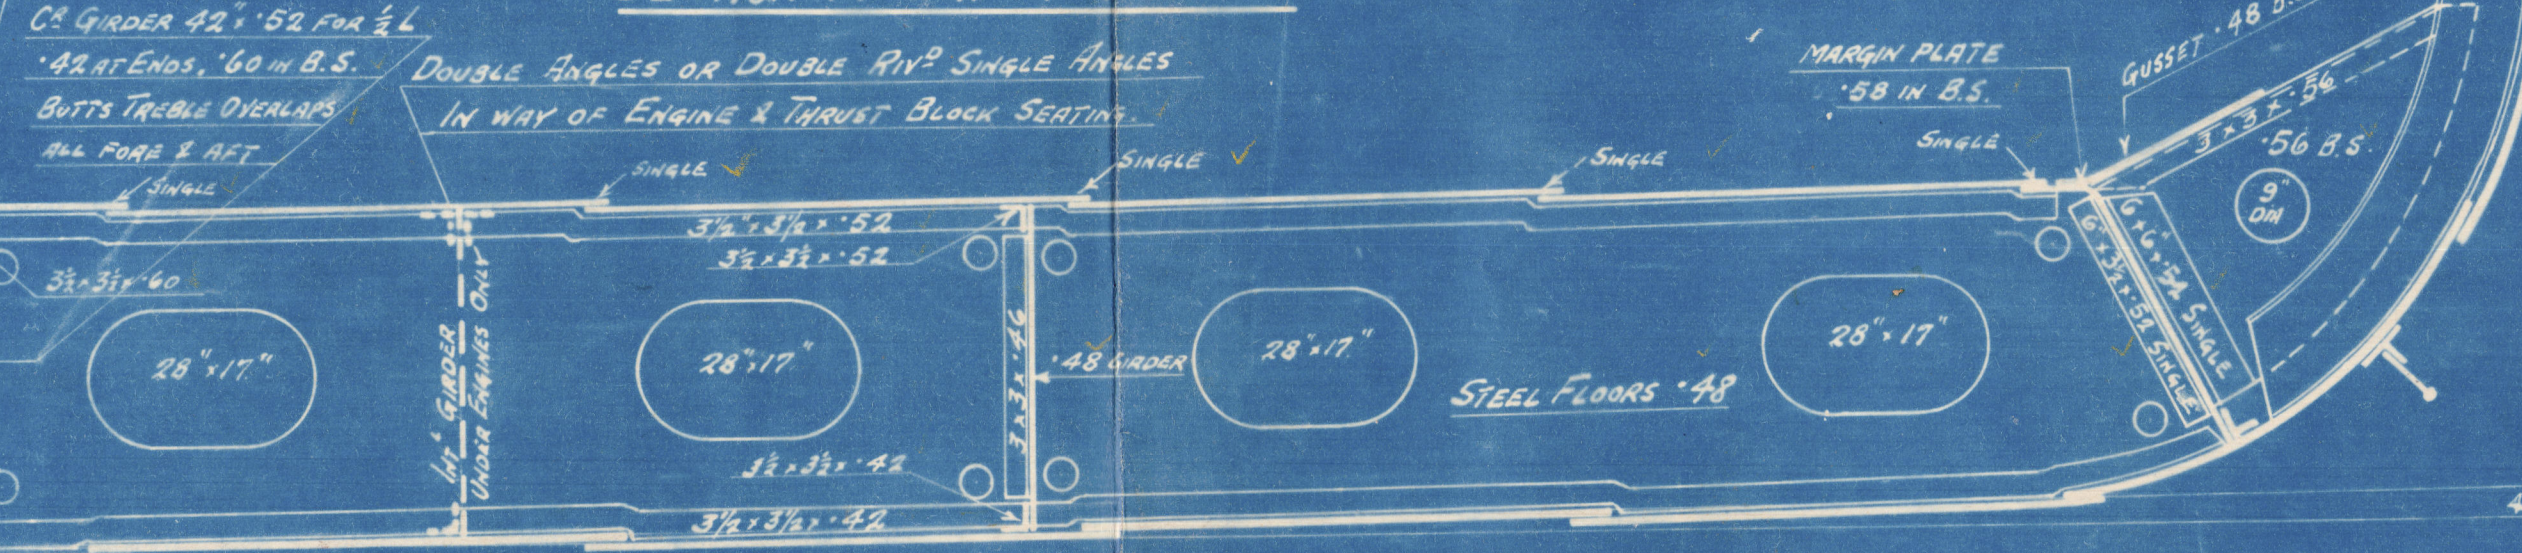 CR GIRDER 42" × .52 FOR ½ L
.42 AT ENDS, .60 IN B.S.
BUTTS TREBLE OVERLAPS
ALL FORE & AFT
DOUBLE ANGLES OR DOUBLE RIVD SINGLE ANGLES
IN WAY OF ENGINE & THRUST BLOCK SEATING.
MARGIN PLATE
.58 IN B.S.
GUSSET .48
3 × 3 × .56
.56 B.S.
9"
DIA
SINGLE
SINGLE
SINGLE
SINGLE
SINGLE
3½" × 3½ × .52
3½ × 3½ × .52
3½ × 3½ × .60
28" × 17"
INTL GIRDER
UNDER ENGINES ONLY
28" × 17"
3 × 3 × .46
.48 GIRDER
28" × 17"
STEEL FLOORS .48
28" × 17"
6" × 3½ × .52 SINGLE
6 × 6" × .52 SINGLE
3½ × 3½ × .42
3½ × 3½ × .42
4